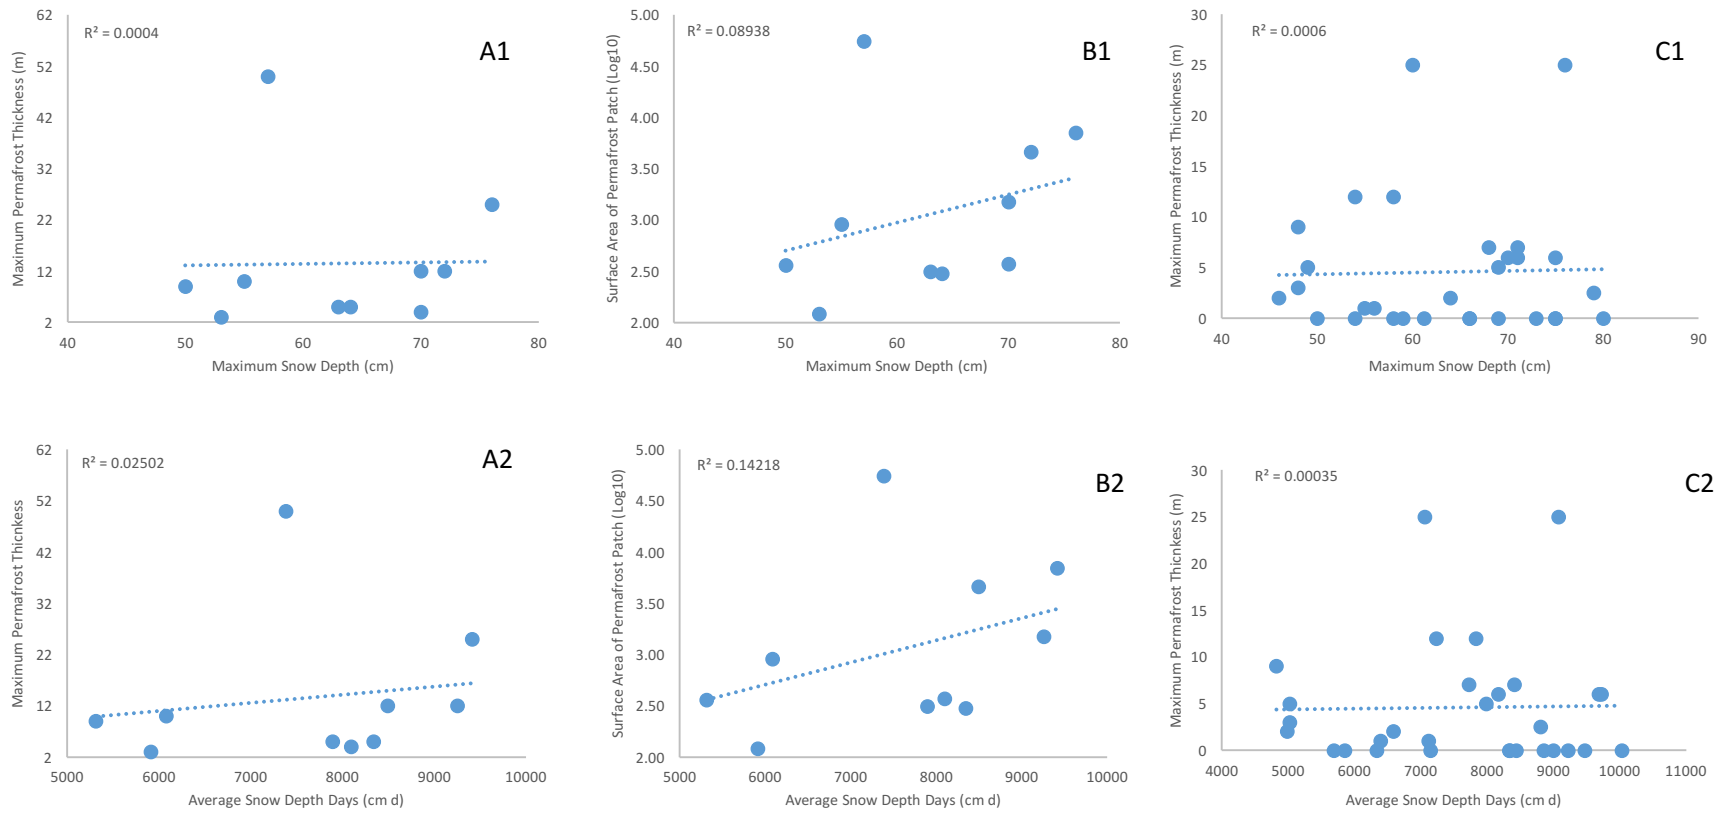 R² = 0.0004
A1
62
52
42
32
22
12
2
40 50 60 70 80
Maximum Permafrost Thickness (m)
Maximum Snow Depth (cm)
R² = 0.08938
B1
5.00
4.50
4.00
3.50
3.00
2.50
2.00
40 50 60 70 80
Surface Area of Permafrost Patch (Log10)
Maximum Snow Depth (cm)
R² = 0.0006
C1
30
25
20
15
10
5
0
40 50 60 70 80 90
Maximum Permafrost Thicnkness (m)
Maximum Snow Depth (cm)
R² = 0.02502
A2
62
52
42
32
22
12
2
5000 6000 7000 8000 9000 10000
Maximum Permafrost Thicnkess
Average Snow Depth Days (cm d)
R² = 0.14218
B2
5.00
4.50
4.00
3.50
3.00
2.50
2.00
5000 6000 7000 8000 9000 10000
Surface Area of Permafrost Patch (Log10)
Average Snow Depth Days (cm d)
R² = 0.00035
C2
30
25
20
15
10
5
0
4000 5000 6000 7000 8000 9000 10000 11000
Maximum Permafrost Thicnkess (m)
Average Snow Depth Days (cm d)